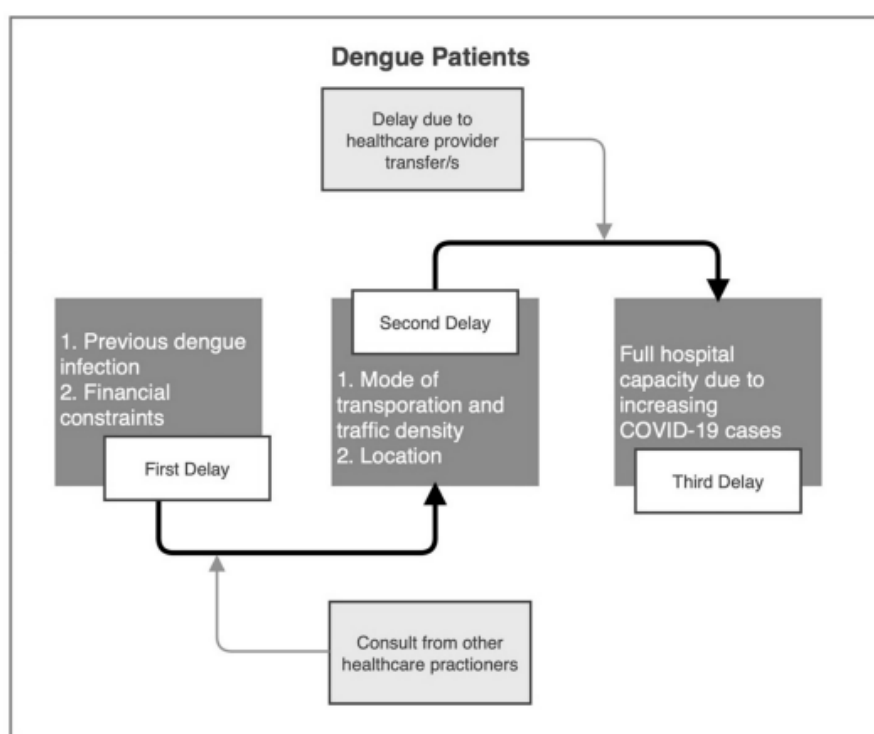 Dengue Patients
Delay due to
healthcare provider
transfer/s
1. Previous dengue
infection
2. Financial
constraints
First Delay
Second Delay
1. Mode of
transporation and
traffic density
2. Location
Full hospital
capacity due to
increasing
COVID-19 cases
Third Delay
Consult from other
healthcare practioners